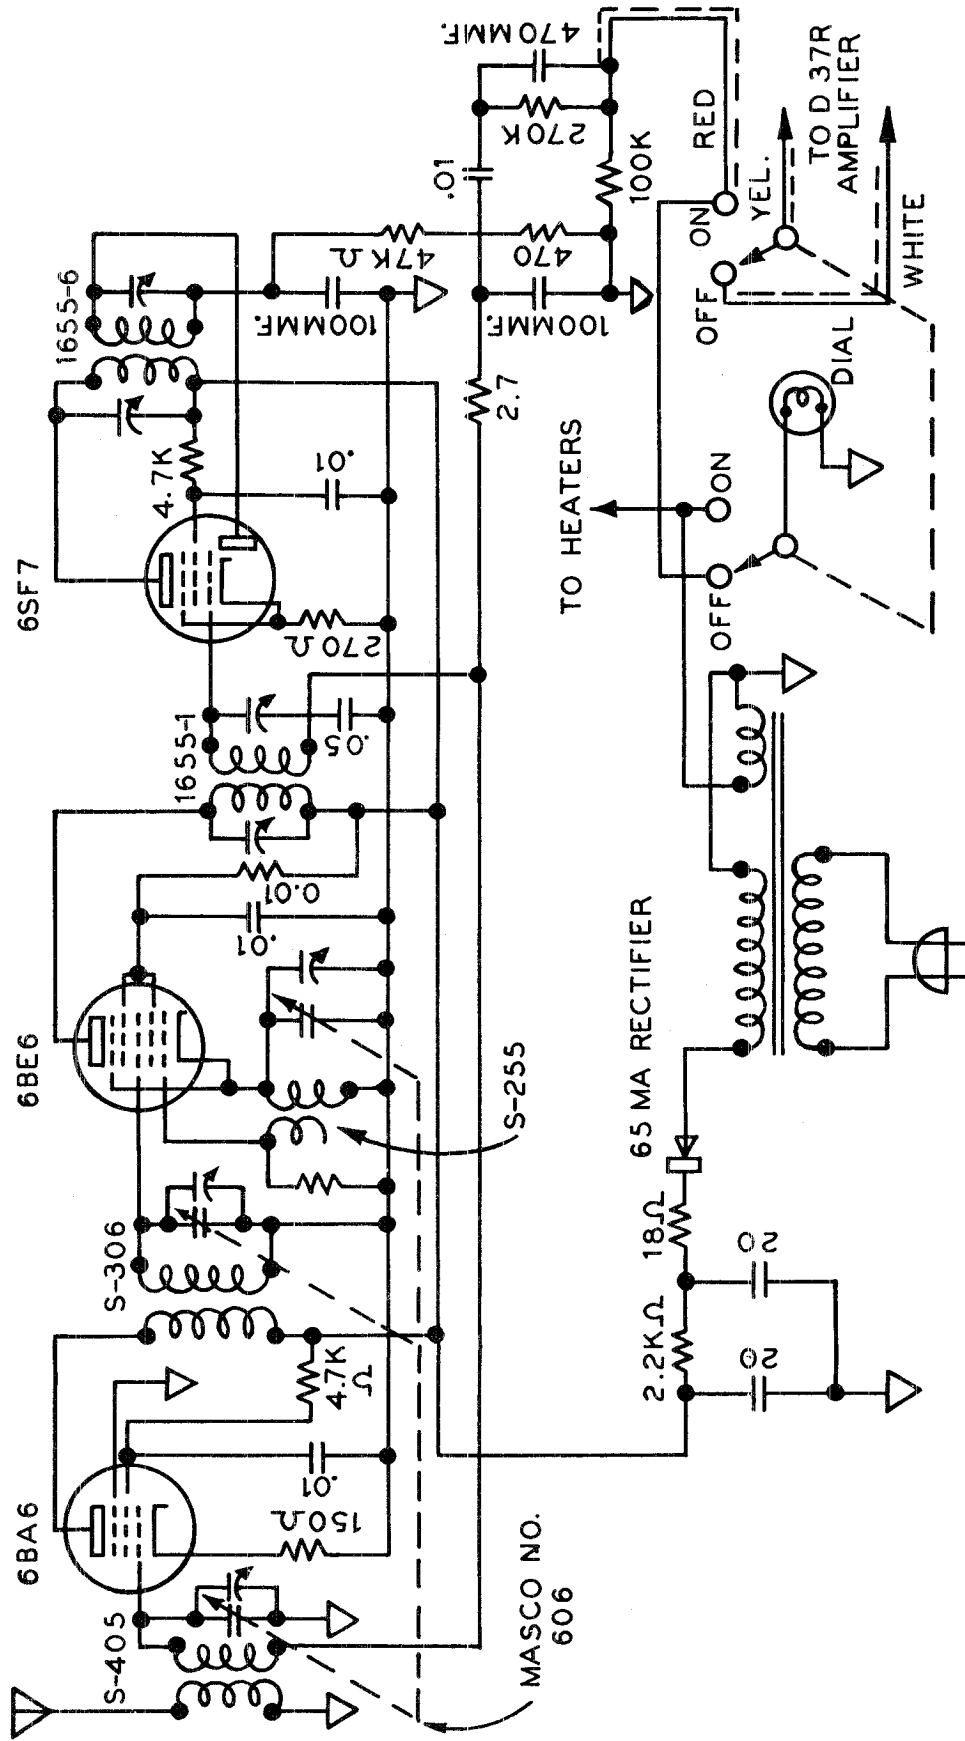 6BA6
6BE6
6SF7
S-405
S-306
1655-1
1655-6
150Ω
.01
4.7K
Ω
.01
0.01
.05
270Ω
4.7K
.01
100MMF.
47KΩ
470
.01
270K
470MMF.
100K
100MMF.
2.7
S-255
MASCO NO.
606
2.2KΩ
18Ω
20
20
65 MA RECTIFIER
TO HEATERS
OFF
ON
DIAL
OFF
ON
RED
YEL.
WHITE
TO D 37R
AMPLIFIER